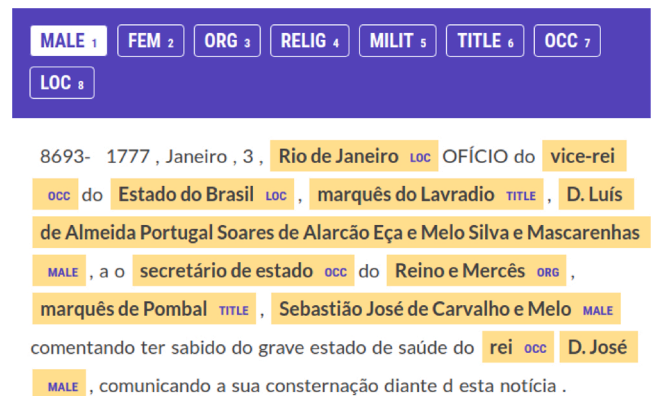 MALE 1 FEM 2 ORG 3 RELIG 4 MILIT 5 TITLE 6 OCC 7
LOC 8
8693- 1777 , Janeiro , 3 , Rio de Janeiro LOC OFÍCIO do vice-rei
OCC do Estado do Brasil LOC , marquês do Lavradio TITLE , D. Luís
de Almeida Portugal Soares de Alarcão Eça e Melo Silva e Mascarenhas
MALE , a o secretário de estado OCC do Reino e Mercês ORG ,
marquês de Pombal TITLE , Sebastião José de Carvalho e Melo MALE
comentando ter sabido do grave estado de saúde do rei OCC D. José
MALE , comunicando a sua consternação diante d esta notícia .